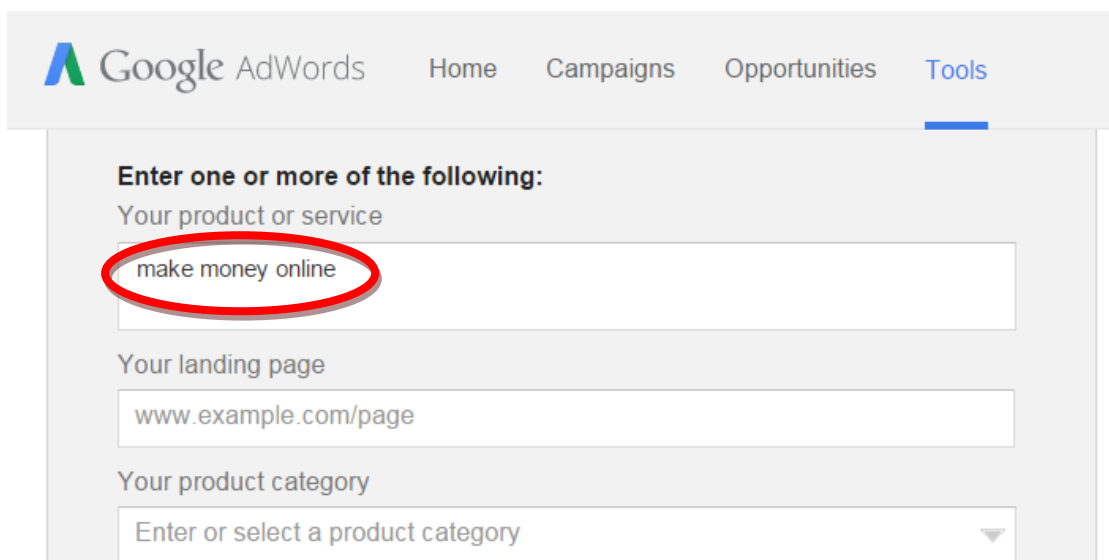 Google AdWords Home Campaigns Opportunities Tools
Enter one or more of the following:
Your product or service
make money online
Your landing page
www.example.com/page
Your product category
Enter or select a product category